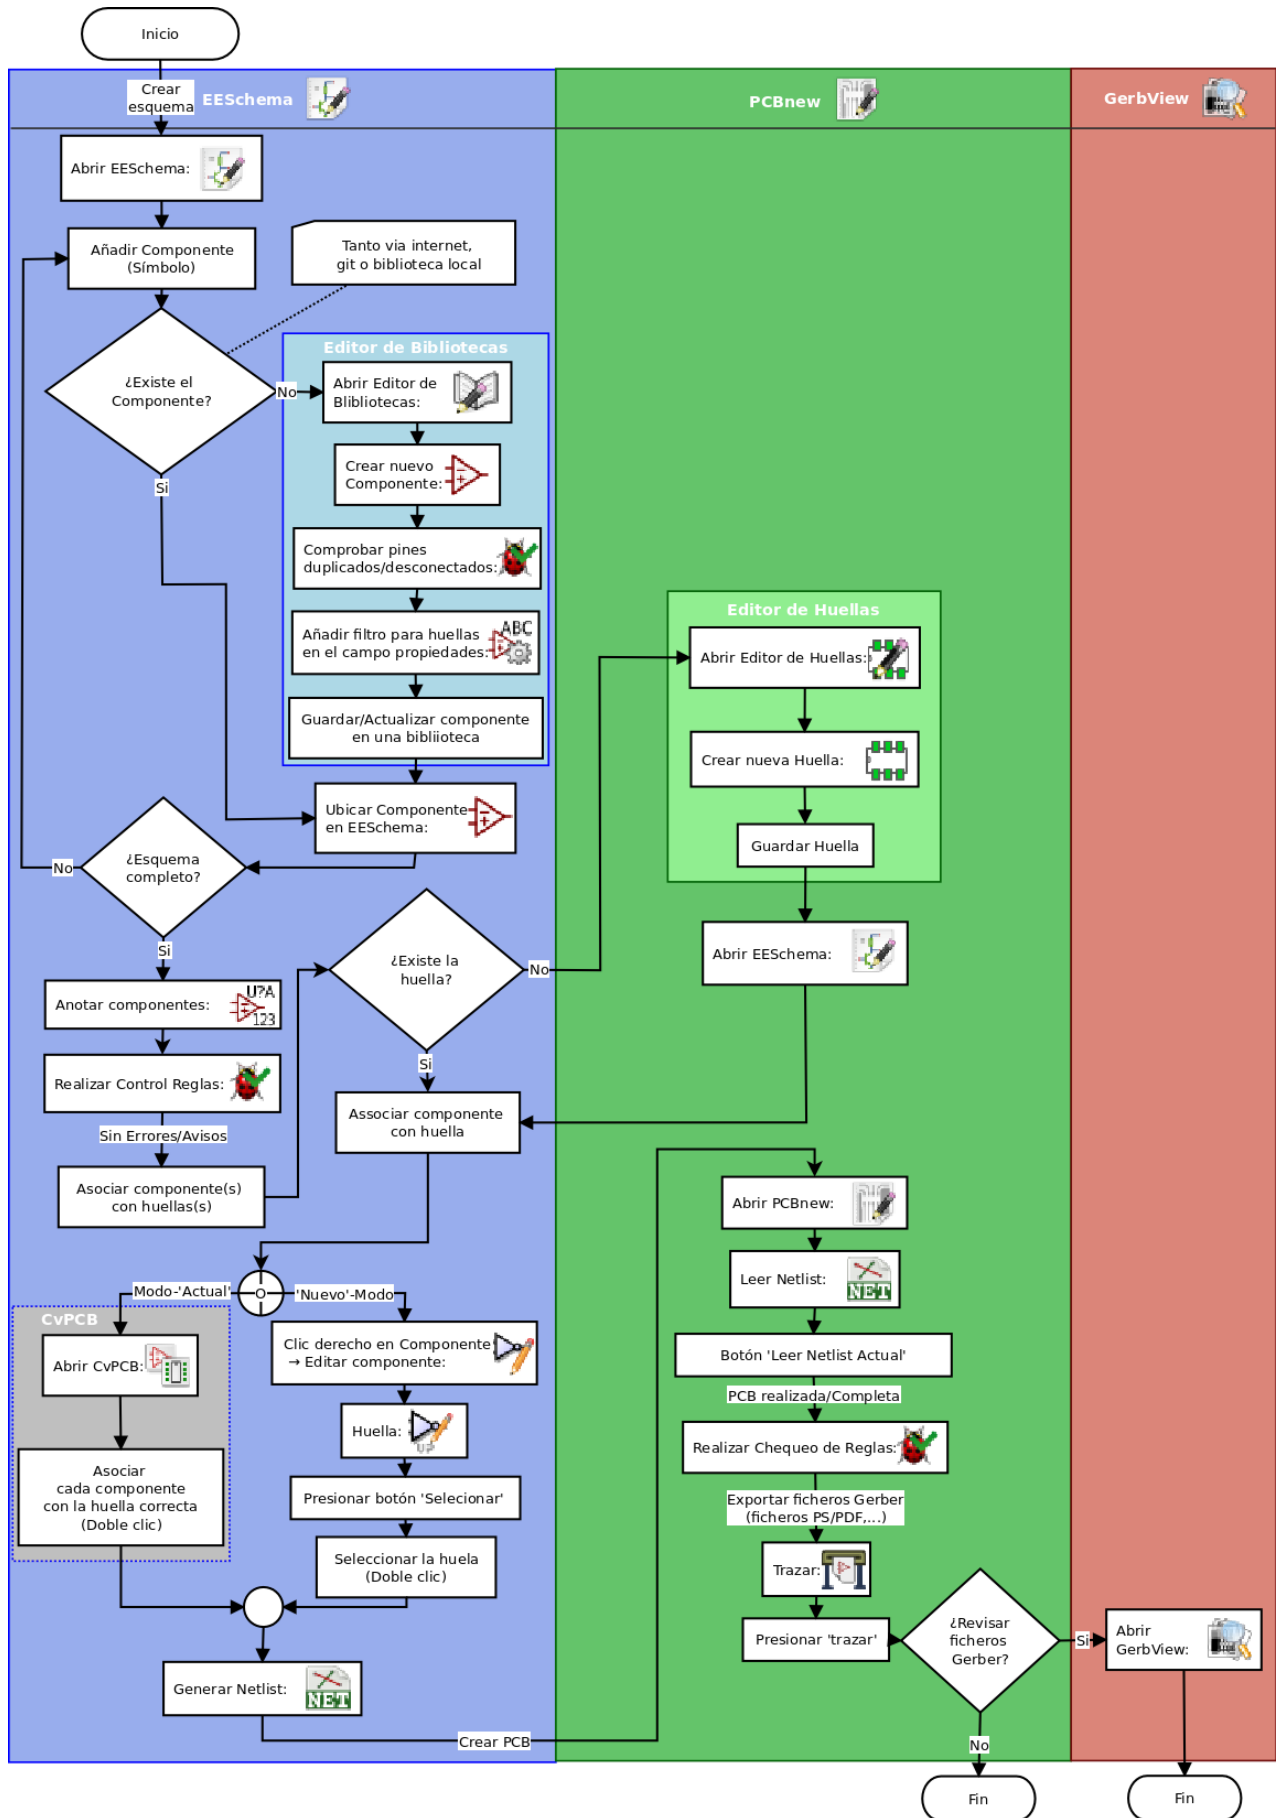 Inicio
Crear
esquema
EESchema
PCBnew
GerbView
Abrir EESchema:
Añadir Componente
(Símbolo)
Tanto via internet,
git o biblioteca local
¿Existe el
Componente?
No
Si
Editor de Bibliotecas
Abrir Editor de
Blibliotecas:
Crear nuevo
Componente:
Comprobar pines
duplicados/desconectados:
Añadir filtro para huellas
en el campo propiedades:
ABC
Guardar/Actualizar componente
en una bibliioteca
Ubicar Componente
en EESchema:
¿Esquema
completo?
No
Si
Anotar componentes:
U?A
123
Realizar Control Reglas:
Sin Errores/Avisos
Asociar componente(s)
con huellas(s)
¿Existe la
huella?
No
Si
Associar componente
con huella
Editor de Huellas
Abrir Editor de Huellas:
Crear nueva Huella:
Guardar Huella
Abrir EESchema:
O
Modo-'Actual'
'Nuevo'-Modo
CvPCB
Abrir CvPCB:
Asociar
cada componente
con la huella correcta
(Doble clic)
Clic derecho en Componente
→ Editar componente:
Huella:
Presionar botón 'Selecionar'
Seleccionar la huela
(Doble clic)
Generar Netlist:
NET
Crear PCB
Abrir PCBnew:
Leer Netlist:
NET
Botón 'Leer Netlist Actual'
PCB realizada/Completa
Realizar Chequeo de Reglas:
Exportar ficheros Gerber
(ficheros PS/PDF,...)
Trazar:
Presionar 'trazar'
¿Revisar
ficheros
Gerber?
Si
No
Abrir
GerbView:
Fin
Fin